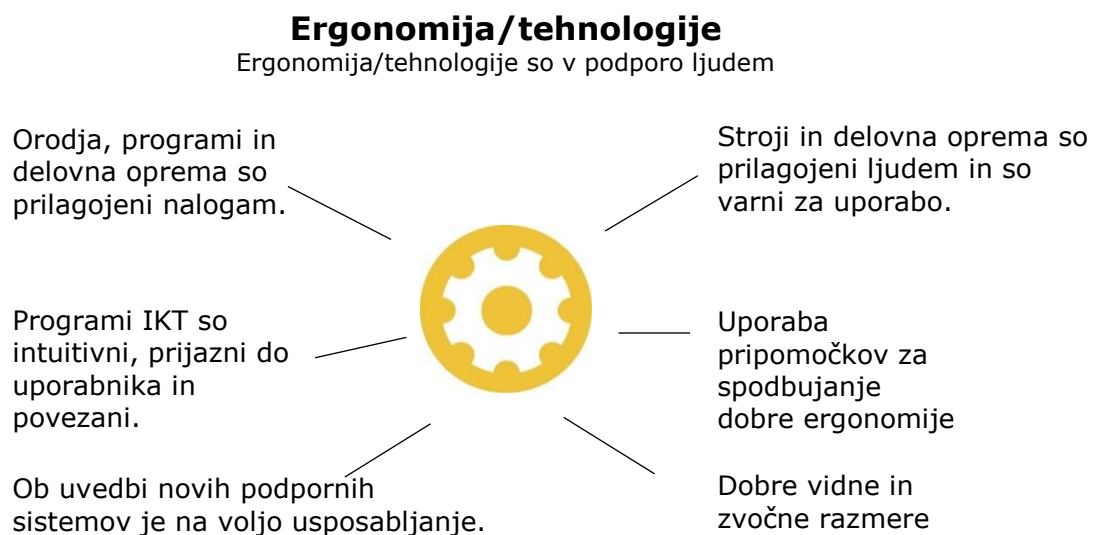 Ergonomija/tehnologije
Ergonomija/tehnologije so v podporo ljudem
Orodja, programi in
delovna oprema so
prilagojeni nalogam.
Stroji in delovna oprema so
prilagojeni ljudem in so
varni za uporabo.
Programi IKT so
intuitivni, prijazni do
uporabnika in
povezani.
Uporaba
pripomočkov za
spodbujanje
dobre ergonomije
Ob uvedbi novih podpornih
sistemov je na voljo usposabljanje.
Dobre vidne in
zvočne razmere